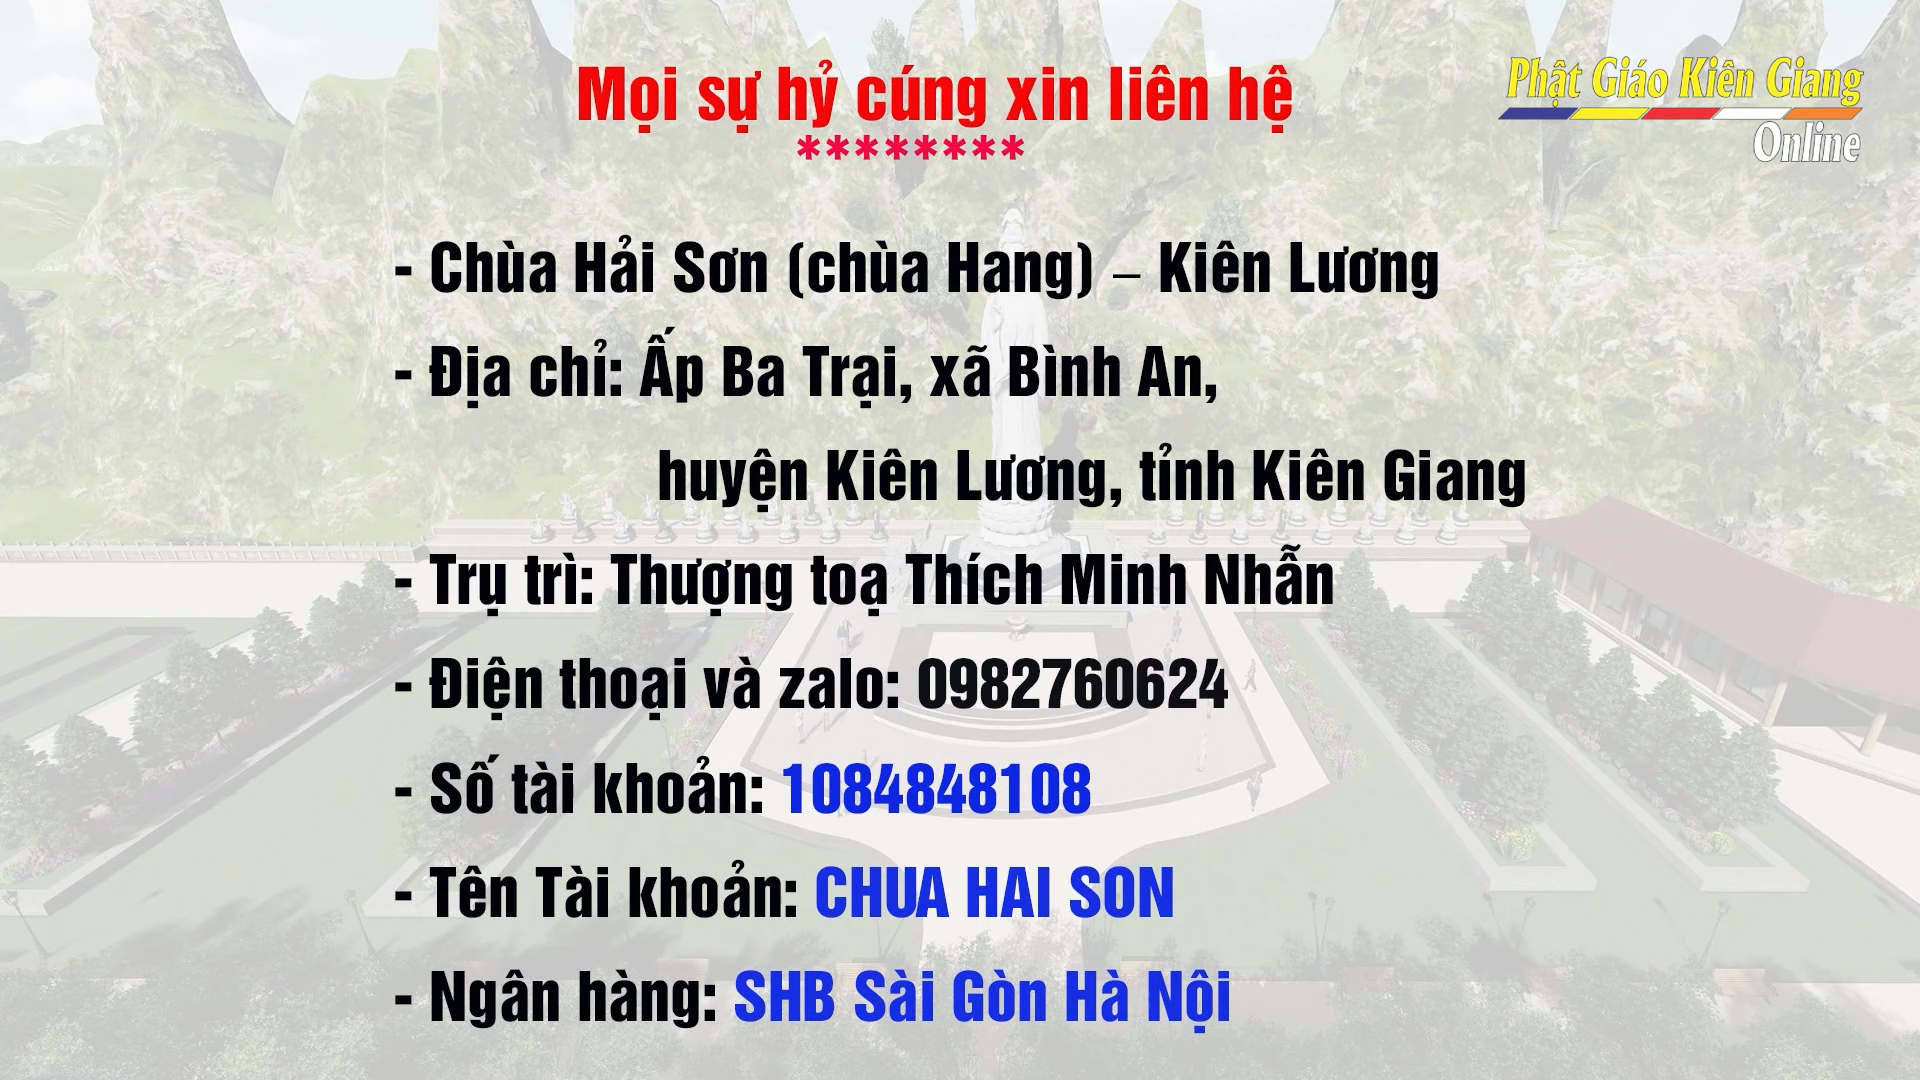 Mọi sự hỷ cúng xin liên hệ
********
Phật Giáo Kiên Giang
Online
- Chùa Hải Sơn (chùa Hang) – Kiên Lương
- Địa chỉ: Ấp Ba Trại, xã Bình An,
huyện Kiên Lương, tỉnh Kiên Giang
- Trụ trì: Thượng toạ Thích Minh Nhẫn
- Điện thoại và zalo: 0982760624
- Số tài khoản: 1084848108
- Tên Tài khoản: CHUA HAI SON
- Ngân hàng: SHB Sài Gòn Hà Nội